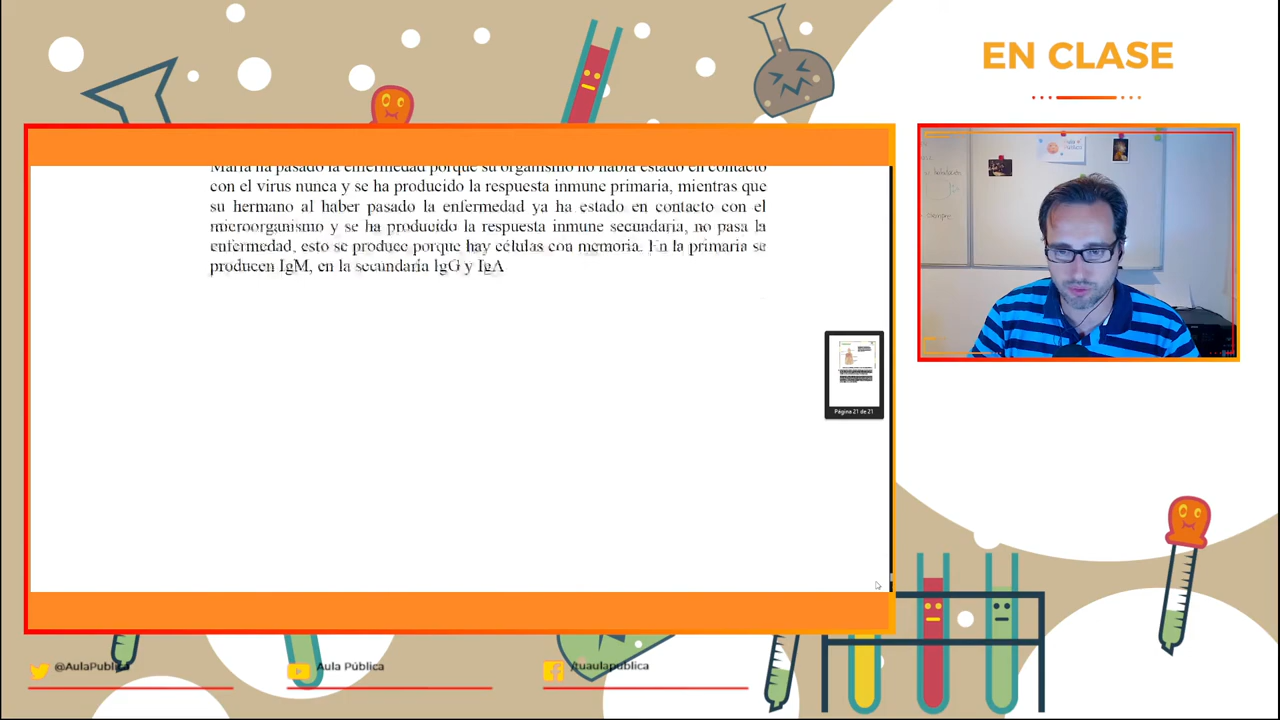 EN CLASE
María ha pasado la enfermedad porque su organismo no había estado en contacto
con el virus nunca y se ha producido la respuesta inmune primaria, mientras que
su hermano al haber pasado la enfermedad ya ha estado en contacto con el
microorganismo y se ha producido la respuesta inmune secundaria, no pasa la
enfermedad, esto se produce porque hay células con memoria. En la primaria se
producen IgM, en la secundaria IgG y IgA
Página 21 de 21
@AulaPublica
Aula Pública
/tuaulapublica